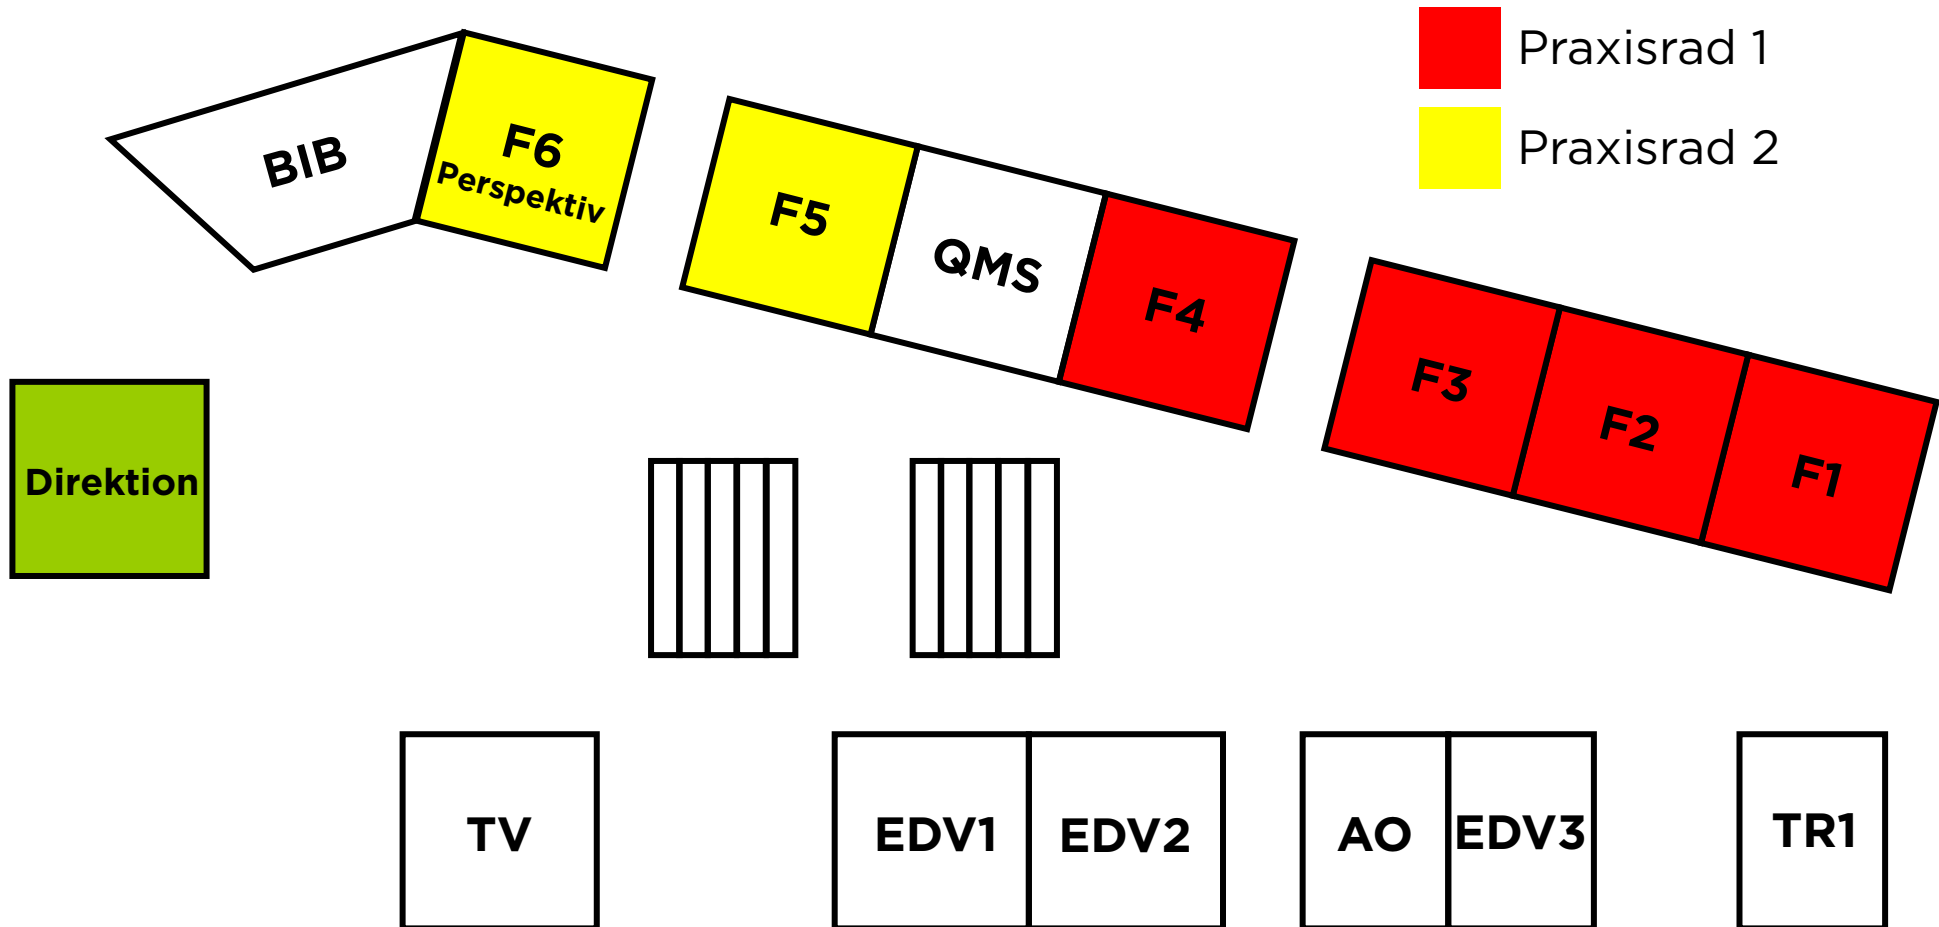 Praxisrad 1
Praxisrad 2
BIB
F6
Perspektiv
F5
QMS
F4
F3
F2
F1
Direktion
TV
EDV1
EDV2
AO
EDV3
TR1